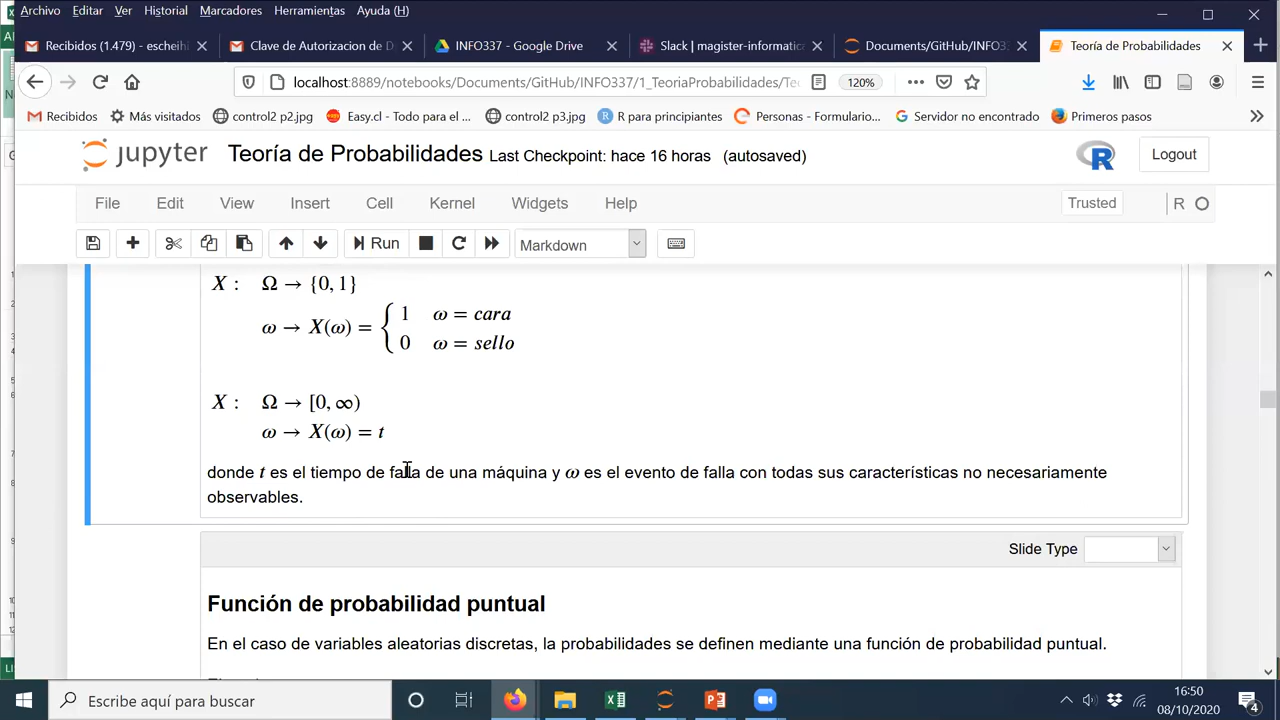 Archivo Editar Ver Historial Marcadores Herramientas Ayuda (H)
Recibidos (1.479) - escheih
Clave de Autorizacion de D
INFO337 - Google Drive
Slack | magister-informatica
Documents/GitHub/INFO33
Teoría de Probabilidades
localhost:8889/notebooks/Documents/GitHub/INFO337/1_TeoriaProbabilidades/Te
120%
Recibidos Más visitados control2 p2.jpg Easy.cl - Todo para el ... control2 p3.jpg R para principiantes Personas - Formulario... Servidor no encontrado Primeros pasos
jupyter Teoría de Probabilidades Last Checkpoint: hace 16 horas (autosaved)
Logout
File Edit View Insert Cell Kernel Widgets Help
Trusted
R
Run
Markdown
X : Ω → {0, 1}
ω → X(ω) = { 1 ω = cara
0 ω = sello
X : Ω → [0, ∞)
ω → X(ω) = t
donde t es el tiempo de falla de una máquina y ω es el evento de falla con todas sus características no necesariamente
observables.
Slide Type
Función de probabilidad puntual
En el caso de variables aleatorias discretas, la probabilidades se definen mediante una función de probabilidad puntual.
Escribe aquí para buscar
16:50
08/10/2020
4